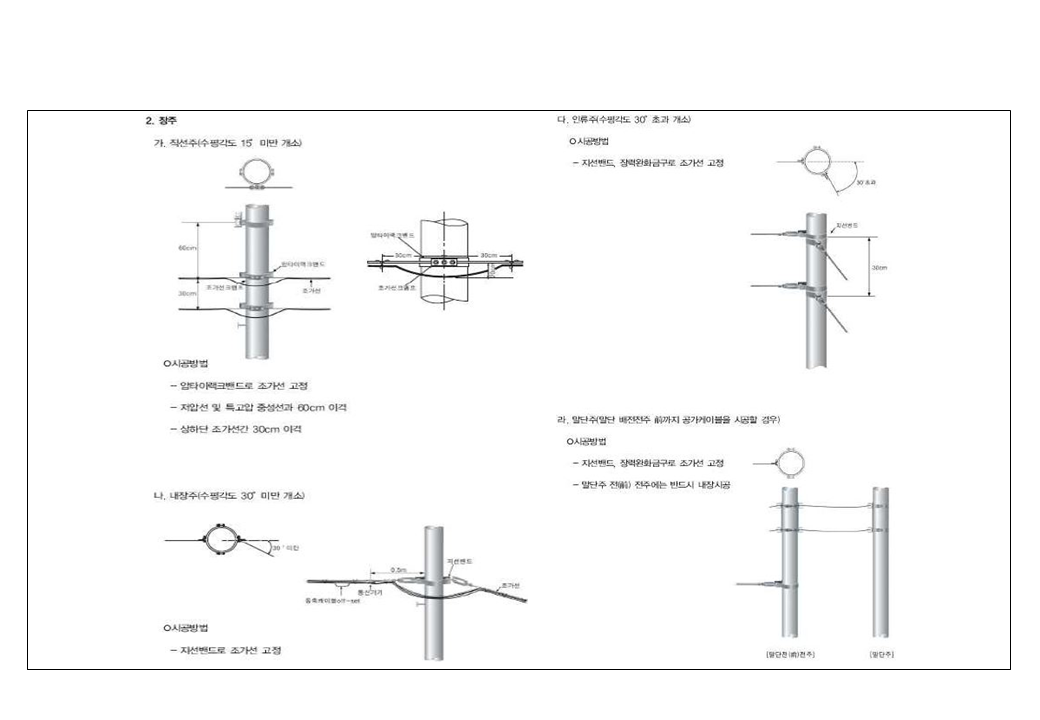 2. 장주
가. 직선주(수평각도 15° 미만 개소)
60cm
30cm
암타이랙크밴드
조가선크램프
조가선
암타이랙크밴드
30cm
30cm
조가선크램프
○시공방법
- 암타이랙크밴드로 조가선 고정
- 저압선 및 특고압 중성선과 60cm 이격
- 상하단 조가선간 30cm 이격
나. 내장주(수평각도 30° 미만 개소)
30° 미만
0.5m
지선밴드
조가선
통신기기
동축케이블off-set
○시공방법
- 지선밴드로 조가선 고정
다. 인류주(수평각도 30° 초과 개소)
○시공방법
- 지선밴드, 장력완화금구로 조가선 고정
30°초과
지선밴드
30cm
라. 말단주(말단 배전전주 前까지 공가케이블을 시공할 경우)
○시공방법
- 지선밴드, 장력완화금구로 조가선 고정
- 말단주 전(前) 전주에는 반드시 내장시공
[말단전(前)전주]
[말단주]